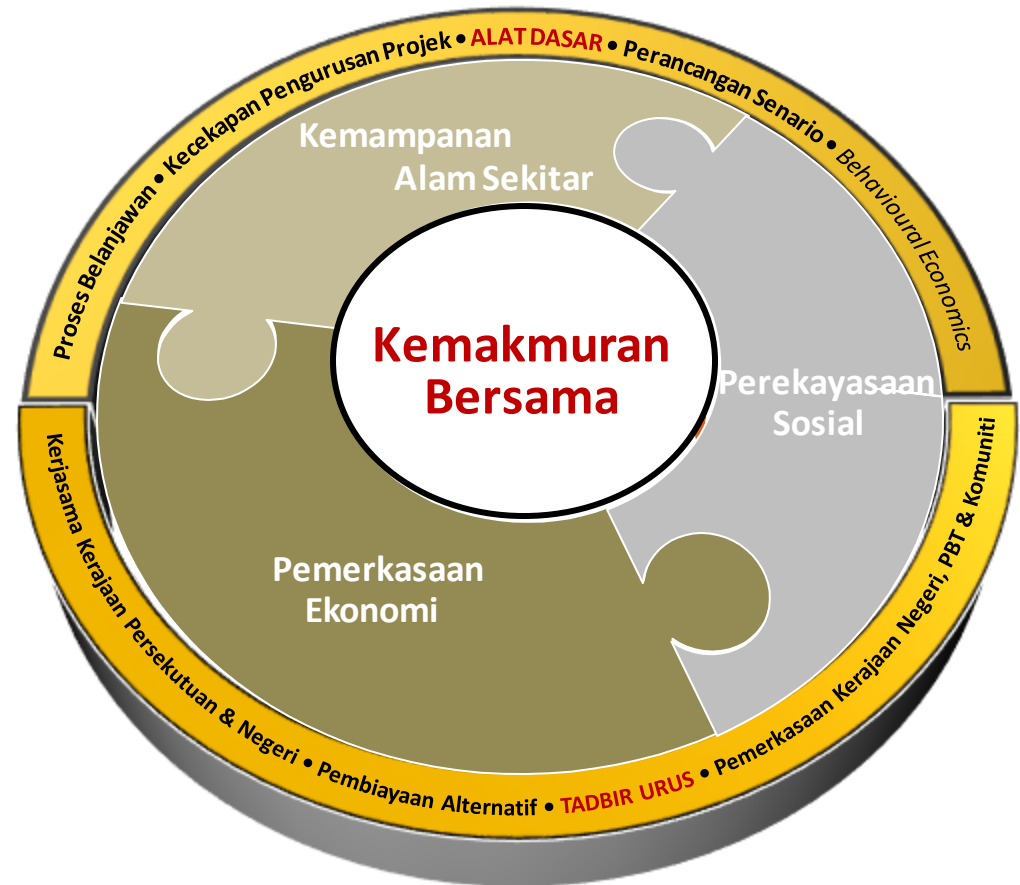 Proses Belanjawan • Kecekapan Pengurusan Projek • ALAT DASAR • Perancangan Senario • Behavioural Economics
Kemampanan
Alam Sekitar
Kemakmuran
Bersama
Perekayasaan
Sosial
Pemerkasaan
Ekonomi
Kerjasama Kerajaan Persekutuan & Negeri • Pembiayaan Alternatif • TADBIR URUS • Pemerkasaan Kerajaan Negeri, PBT & Komuniti